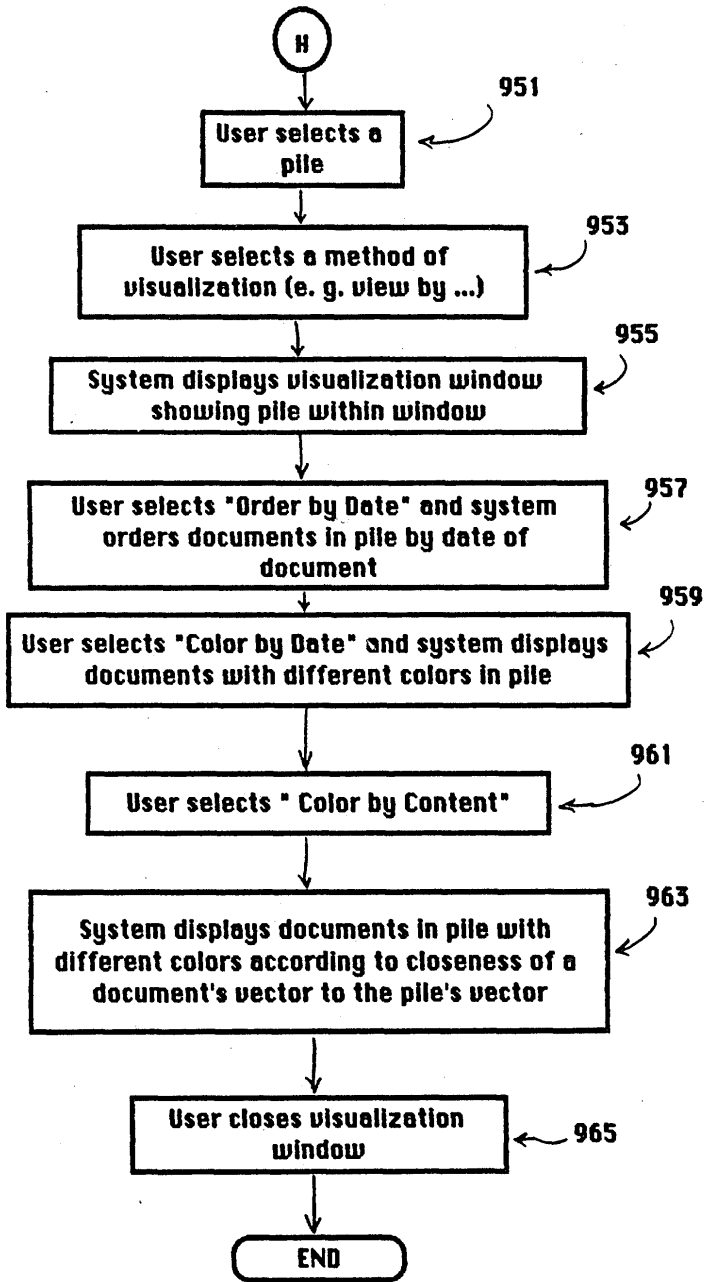 H
951
User selects a
pile
953
User selects a method of
visualization (e. g. view by ...)
955
System displays visualization window
showing pile within window
957
User selects "Order by Date" and system
orders documents in pile by date of
document
959
User selects "Color by Date" and system displays
documents with different colors in pile
961
User selects " Color by Content"
963
System displays documents in pile with
different colors according to closeness of a
document's vector to the pile's vector
User closes visualization
window
965
END